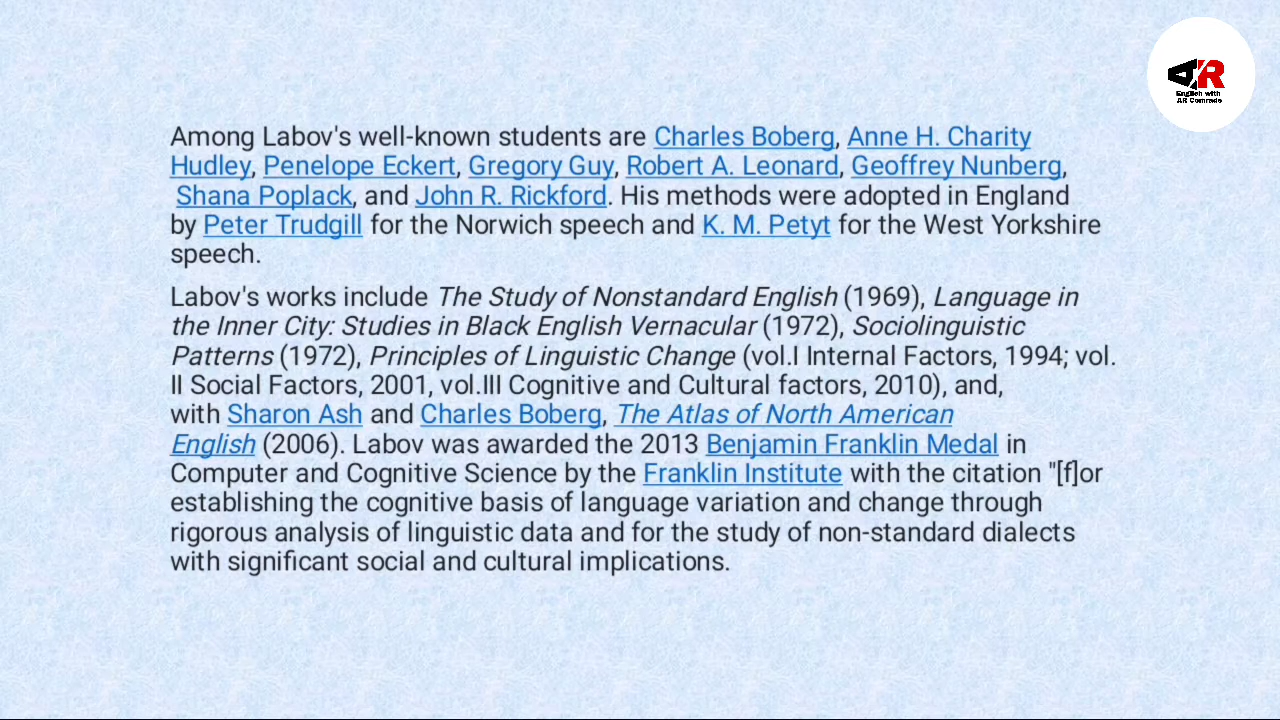 AR
English with
AR Comrade
Among Labov's well-known students are Charles Boberg, Anne H. Charity
Hudley, Penelope Eckert, Gregory Guy, Robert A. Leonard, Geoffrey Nunberg,
Shana Poplack, and John R. Rickford. His methods were adopted in England
by Peter Trudgill for the Norwich speech and K. M. Petyt for the West Yorkshire
speech.
Labov's works include The Study of Nonstandard English (1969), Language in
the Inner City: Studies in Black English Vernacular (1972), Sociolinguistic
Patterns (1972), Principles of Linguistic Change (vol.I Internal Factors, 1994; vol.
II Social Factors, 2001, vol.III Cognitive and Cultural factors, 2010), and,
with Sharon Ash and Charles Boberg, The Atlas of North American
English (2006). Labov was awarded the 2013 Benjamin Franklin Medal in
Computer and Cognitive Science by the Franklin Institute with the citation "[f]or
establishing the cognitive basis of language variation and change through
rigorous analysis of linguistic data and for the study of non-standard dialects
with significant social and cultural implications.